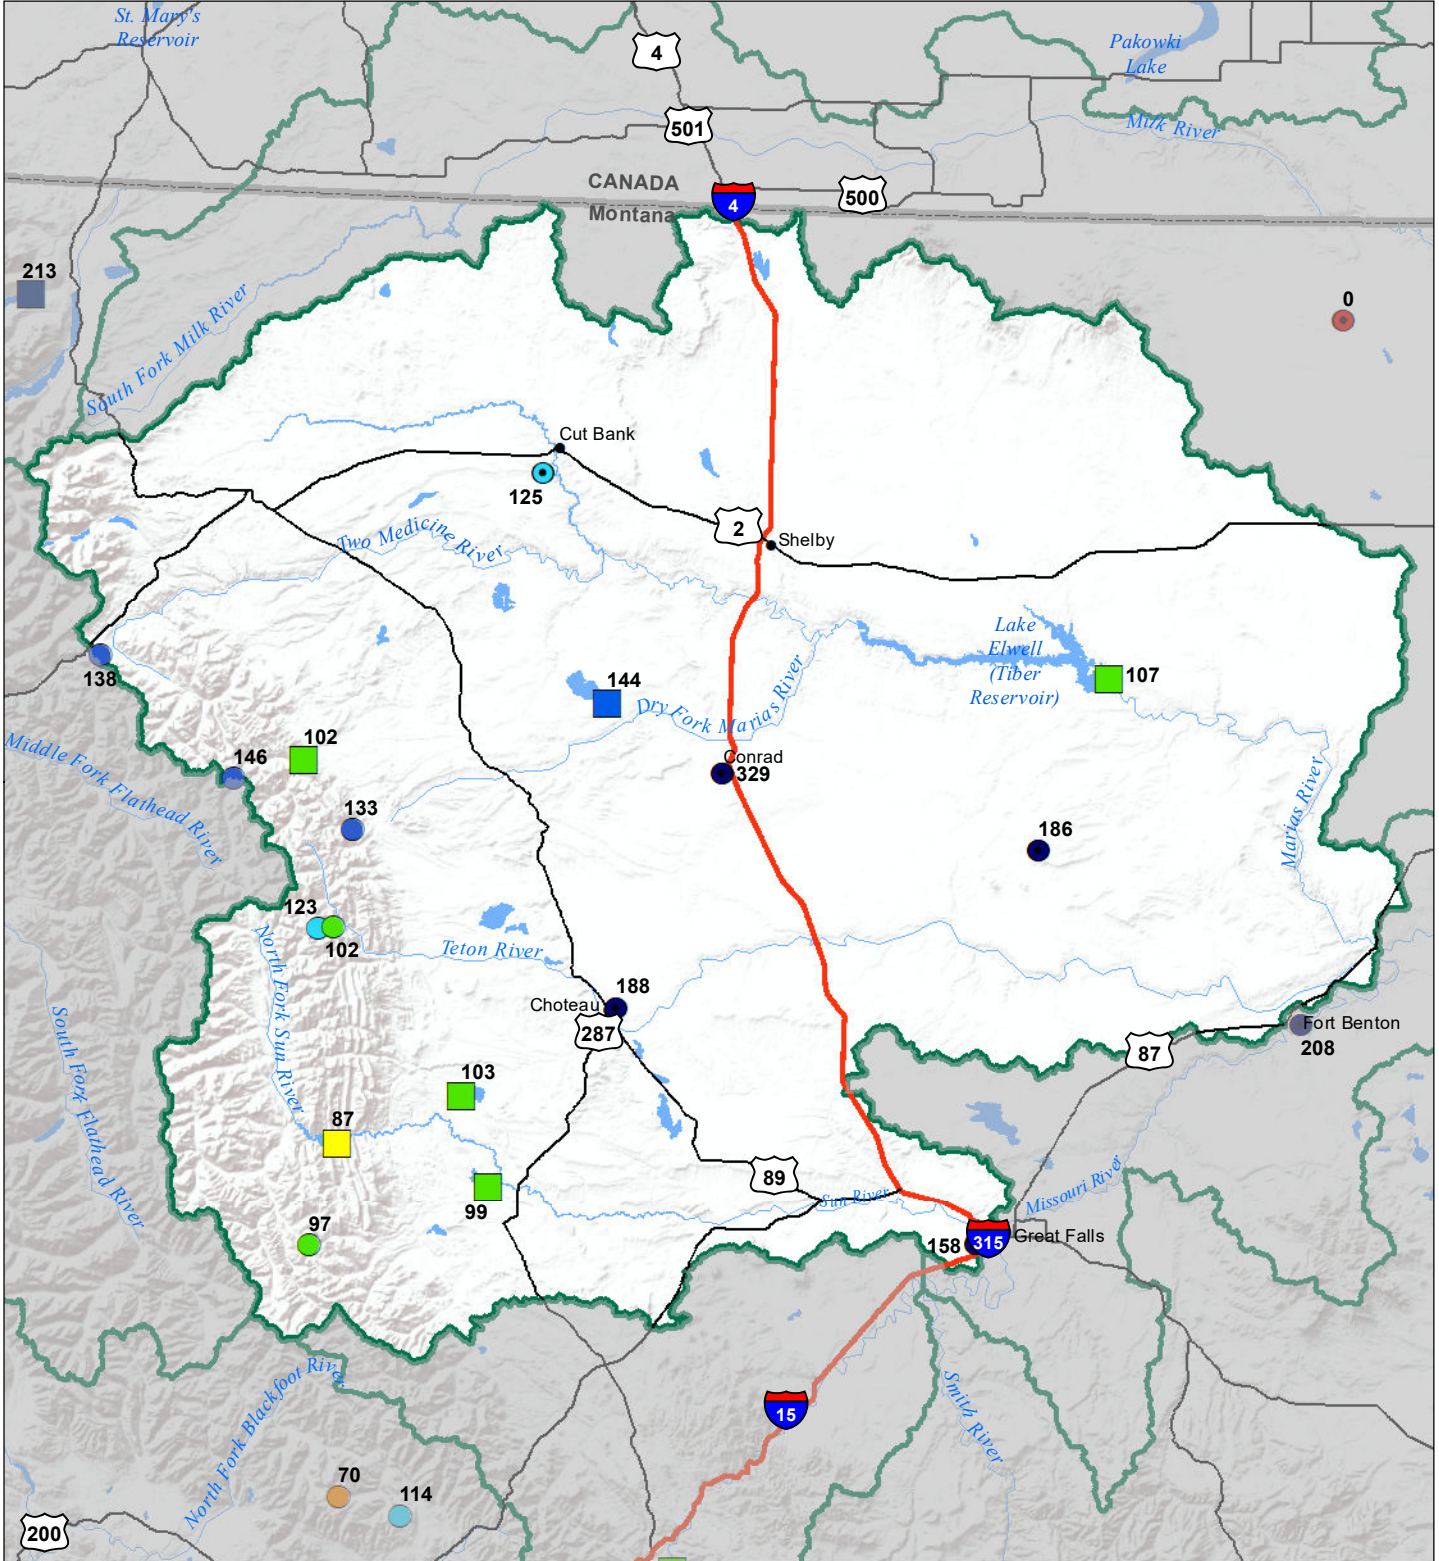 St. Mary's
Reservoir
4
Pakowki
Lake
501
Milk River
CANADA
Montana
4
500
213
0
South Fork Milk River
Cut Bank
125
2
Shelby
Two Medicine River
Lake
Elwell
(Tiber
Reservoir)
138
107
144
Dry Fork Marias River
102
Middle Fork Flathead River
146
Conrad
329
133
186
Marias River
123
102
North Fork Sun River
Teton River
188
Choteau
287
Fort Benton
208
87
South Fork Flathead River
103
87
89
Sun River
Missouri River
99
97
158
315
Great Falls
North Fork Blackfoot River
Smith River
15
70
114
200